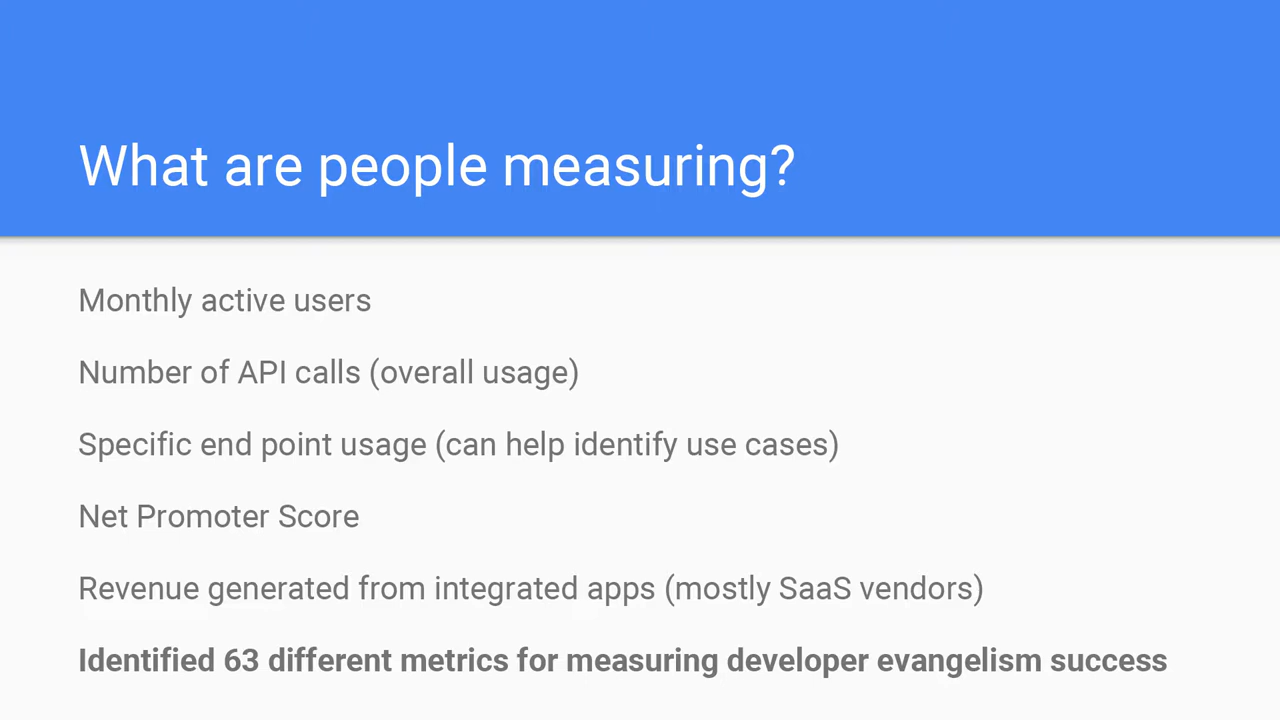 What are people measuring?
Monthly active users
Number of API calls (overall usage)
Specific end point usage (can help identify use cases)
Net Promoter Score
Revenue generated from integrated apps (mostly SaaS vendors)
Identified 63 different metrics for measuring developer evangelism success